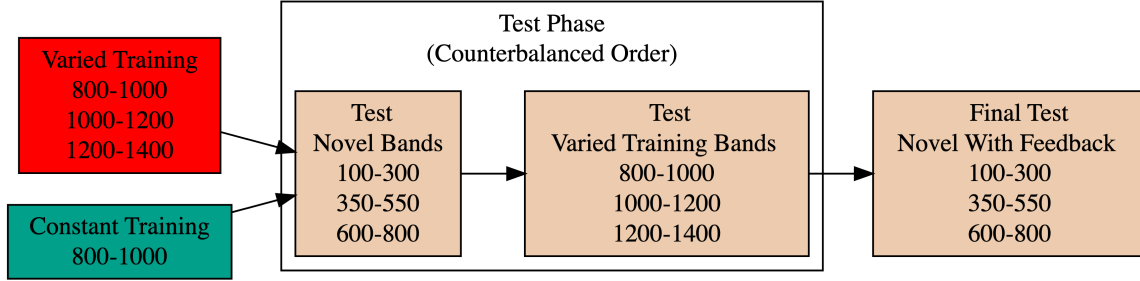 Varied Training
800-1000
1000-1200
1200-1400
Constant Training
800-1000
Test Phase
(Counterbalanced Order)
Test
Novel Bands
100-300
350-550
600-800
Test
Varied Training Bands
800-1000
1000-1200
1200-1400
Final Test
Novel With Feedback
100-300
350-550
600-800